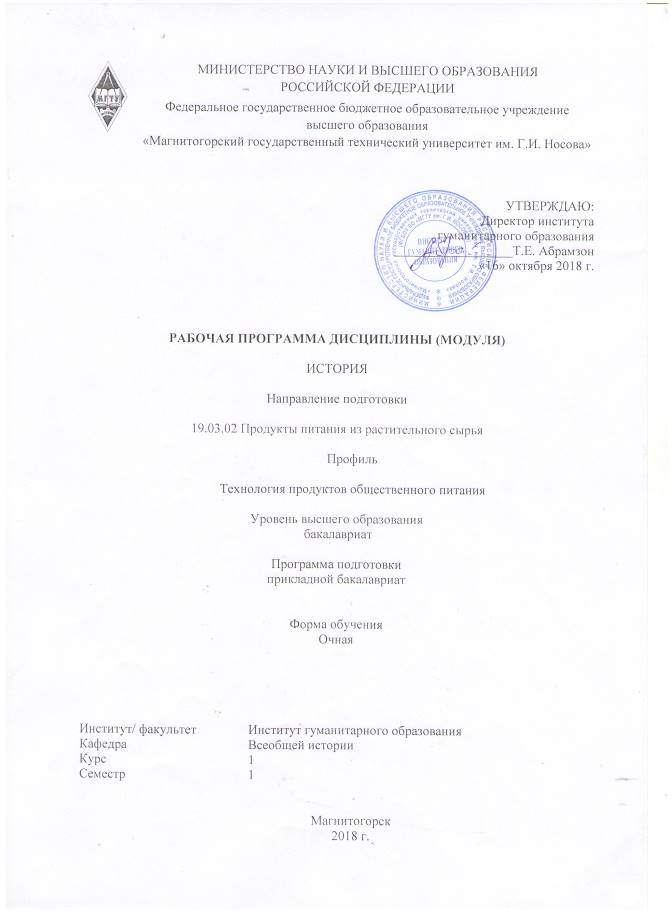 МГТУ
МИНИСТЕРСТВО НАУКИ И ВЫСШЕГО ОБРАЗОВАНИЯ
РОССИЙСКОЙ ФЕДЕРАЦИИ
Федеральное государственное бюджетное образовательное учреждение
высшего образования
«Магнитогорский государственный технический университет им. Г.И. Носова»
УТВЕРЖДАЮ:
Директор института
гуманитарного образования
Т.Е. Абрамзон
«16» октября 2018 г.
РАБОЧАЯ ПРОГРАММА ДИСЦИПЛИНЫ (МОДУЛЯ)
ИСТОРИЯ
Направление подготовки
19.03.02 Продукты питания из растительного сырья
Профиль
Технология продуктов общественного питания
Уровень высшего образования
бакалавриат
Программа подготовки
прикладной бакалавриат
Форма обучения
Очная
Институт/ факультет Институт гуманитарного образования
Кафедра Всеобщей истории
Курс 1
Семестр 1
Магнитогорск
2018 г.